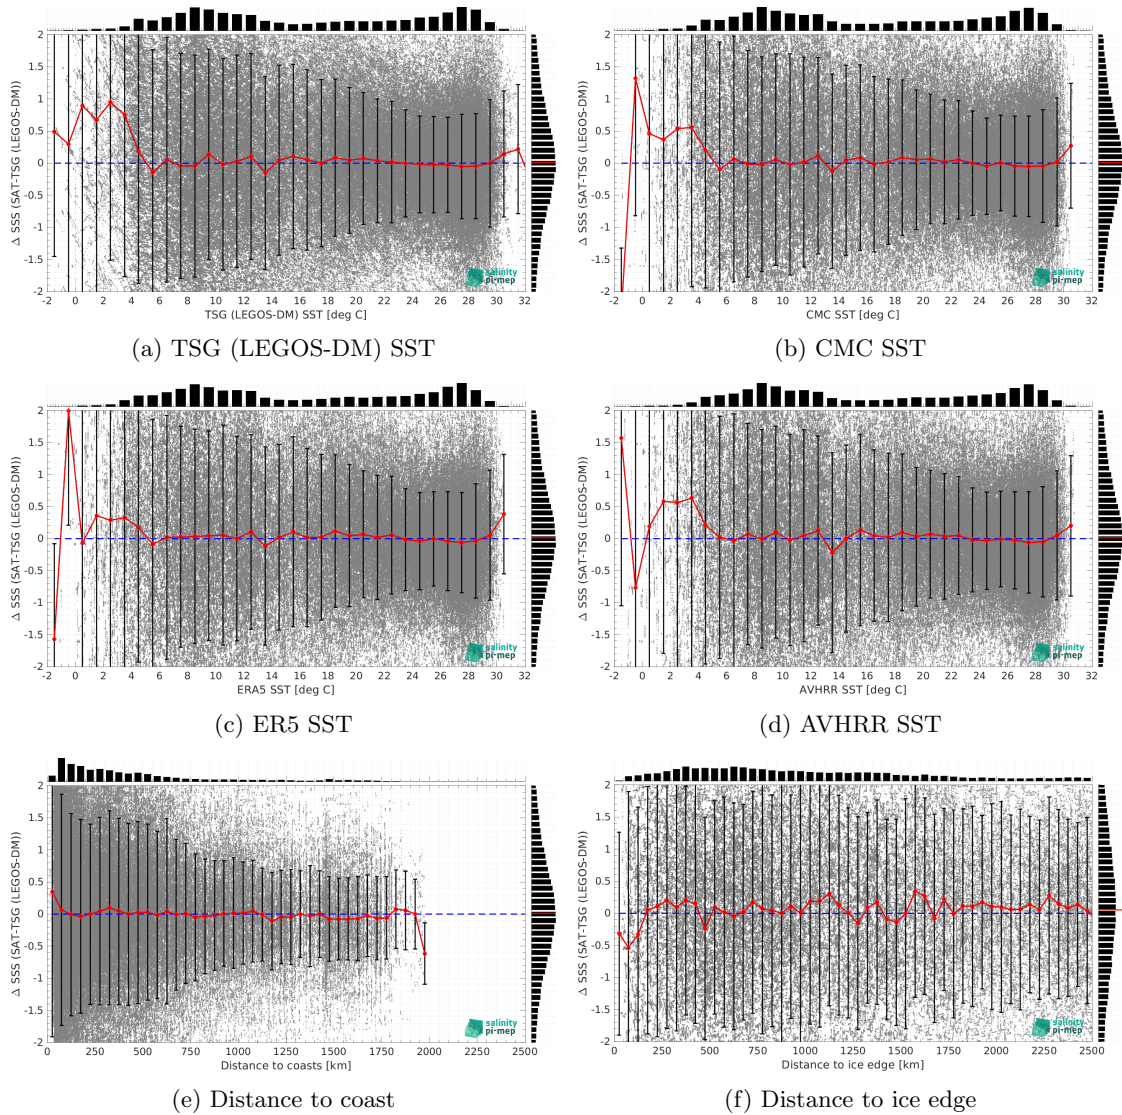 2
1.5
1
0.5
0
-0.5
-1
-1.5
-2
Δ SSS (SAT-TSG (LEGOS-DM))
salinity
pi-mep
-2 0 2 4 6 8 10 12 14 16 18 20 22 24 26 28 30 32
TSG (LEGOS-DM) SST [deg C]
(a) TSG (LEGOS-DM) SST
2
1.5
1
0.5
0
-0.5
-1
-1.5
-2
Δ SSS (SAT-TSG (LEGOS-DM))
salinity
pi-mep
-2 0 2 4 6 8 10 12 14 16 18 20 22 24 26 28 30 32
CMC SST [deg C]
(b) CMC SST
2
1.5
1
0.5
0
-0.5
-1
-1.5
-2
Δ SSS (SAT-TSG (LEGOS-DM))
salinity
pi-mep
-2 0 2 4 6 8 10 12 14 16 18 20 22 24 26 28 30 32
ERA5 SST [deg C]
(c) ER5 SST
2
1.5
1
0.5
0
-0.5
-1
-1.5
-2
Δ SSS (SAT-TSG (LEGOS-DM))
salinity
pi-mep
-2 0 2 4 6 8 10 12 14 16 18 20 22 24 26 28 30 32
AVHRR SST [deg C]
(d) AVHRR SST
2
1.5
1
0.5
0
-0.5
-1
-1.5
-2
Δ SSS (SAT-TSG (LEGOS-DM))
salinity
pi-mep
0 250 500 750 1000 1250 1500 1750 2000 2250 2500
Distance to coasts [km]
(e) Distance to coast
2
1.5
1
0.5
0
-0.5
-1
-1.5
-2
Δ SSS (SAT-TSG (LEGOS-DM))
salinity
pi-mep
0 250 500 750 1000 1250 1500 1750 2000 2250 2500
Distance to ice edge [km]
(f) Distance to ice edge